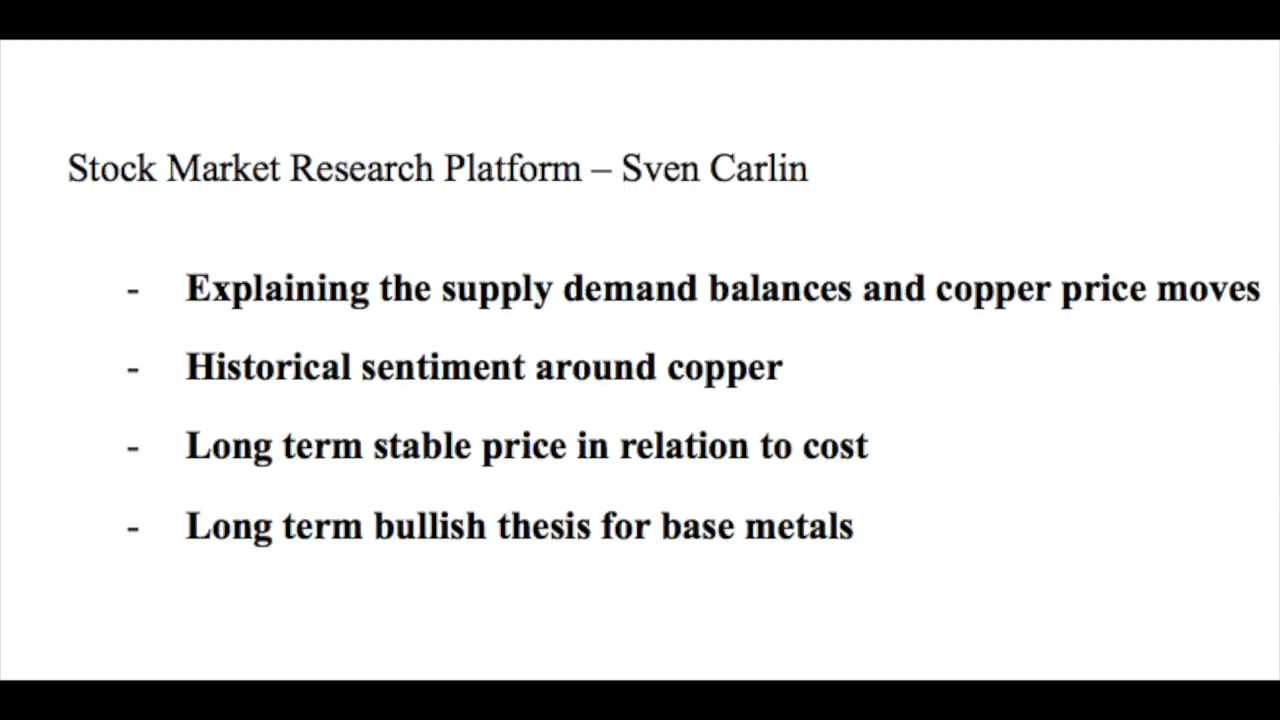 Stock Market Research Platform – Sven Carlin
- Explaining the supply demand balances and copper price moves
- Historical sentiment around copper
- Long term stable price in relation to cost
- Long term bullish thesis for base metals